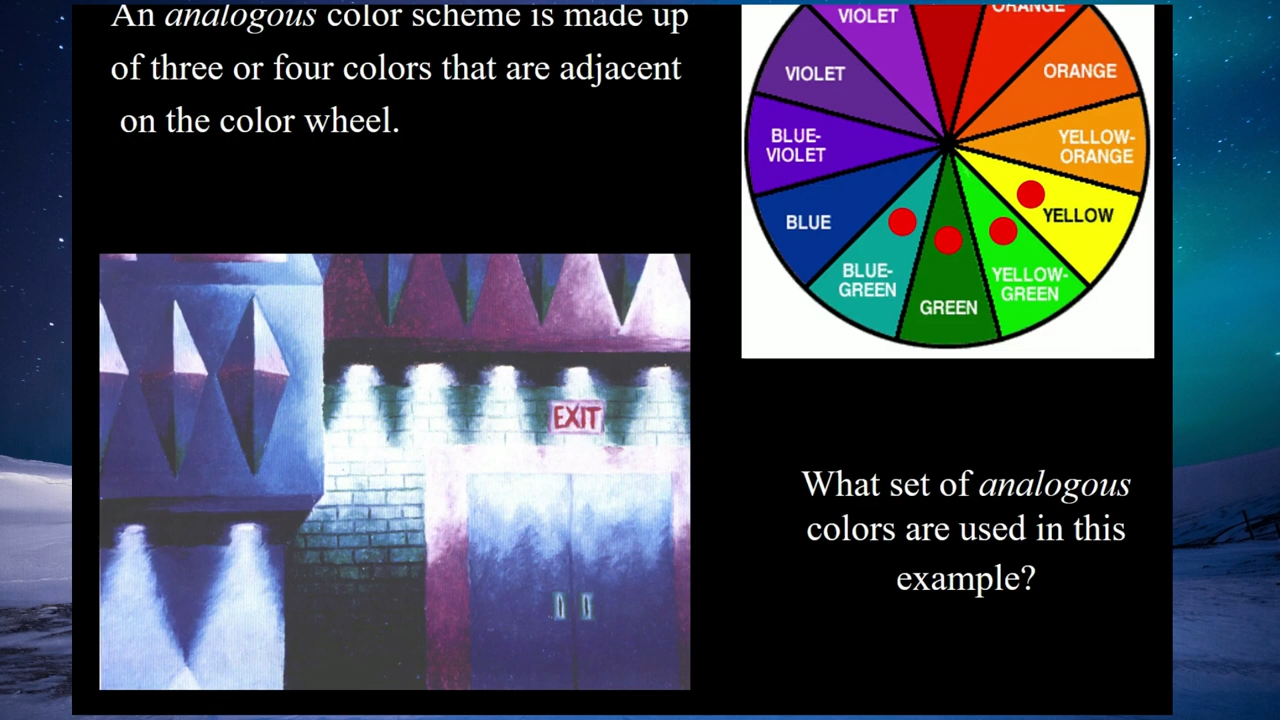 An analogous color scheme is made up
of three or four colors that are adjacent
on the color wheel.
VIOLET
ORANGE
VIOLET
ORANGE
BLUE-
VIOLET
YELLOW-
ORANGE
BLUE
YELLOW
BLUE-
GREEN
YELLOW-
GREEN
GREEN
EXIT
What set of analogous
colors are used in this
example?